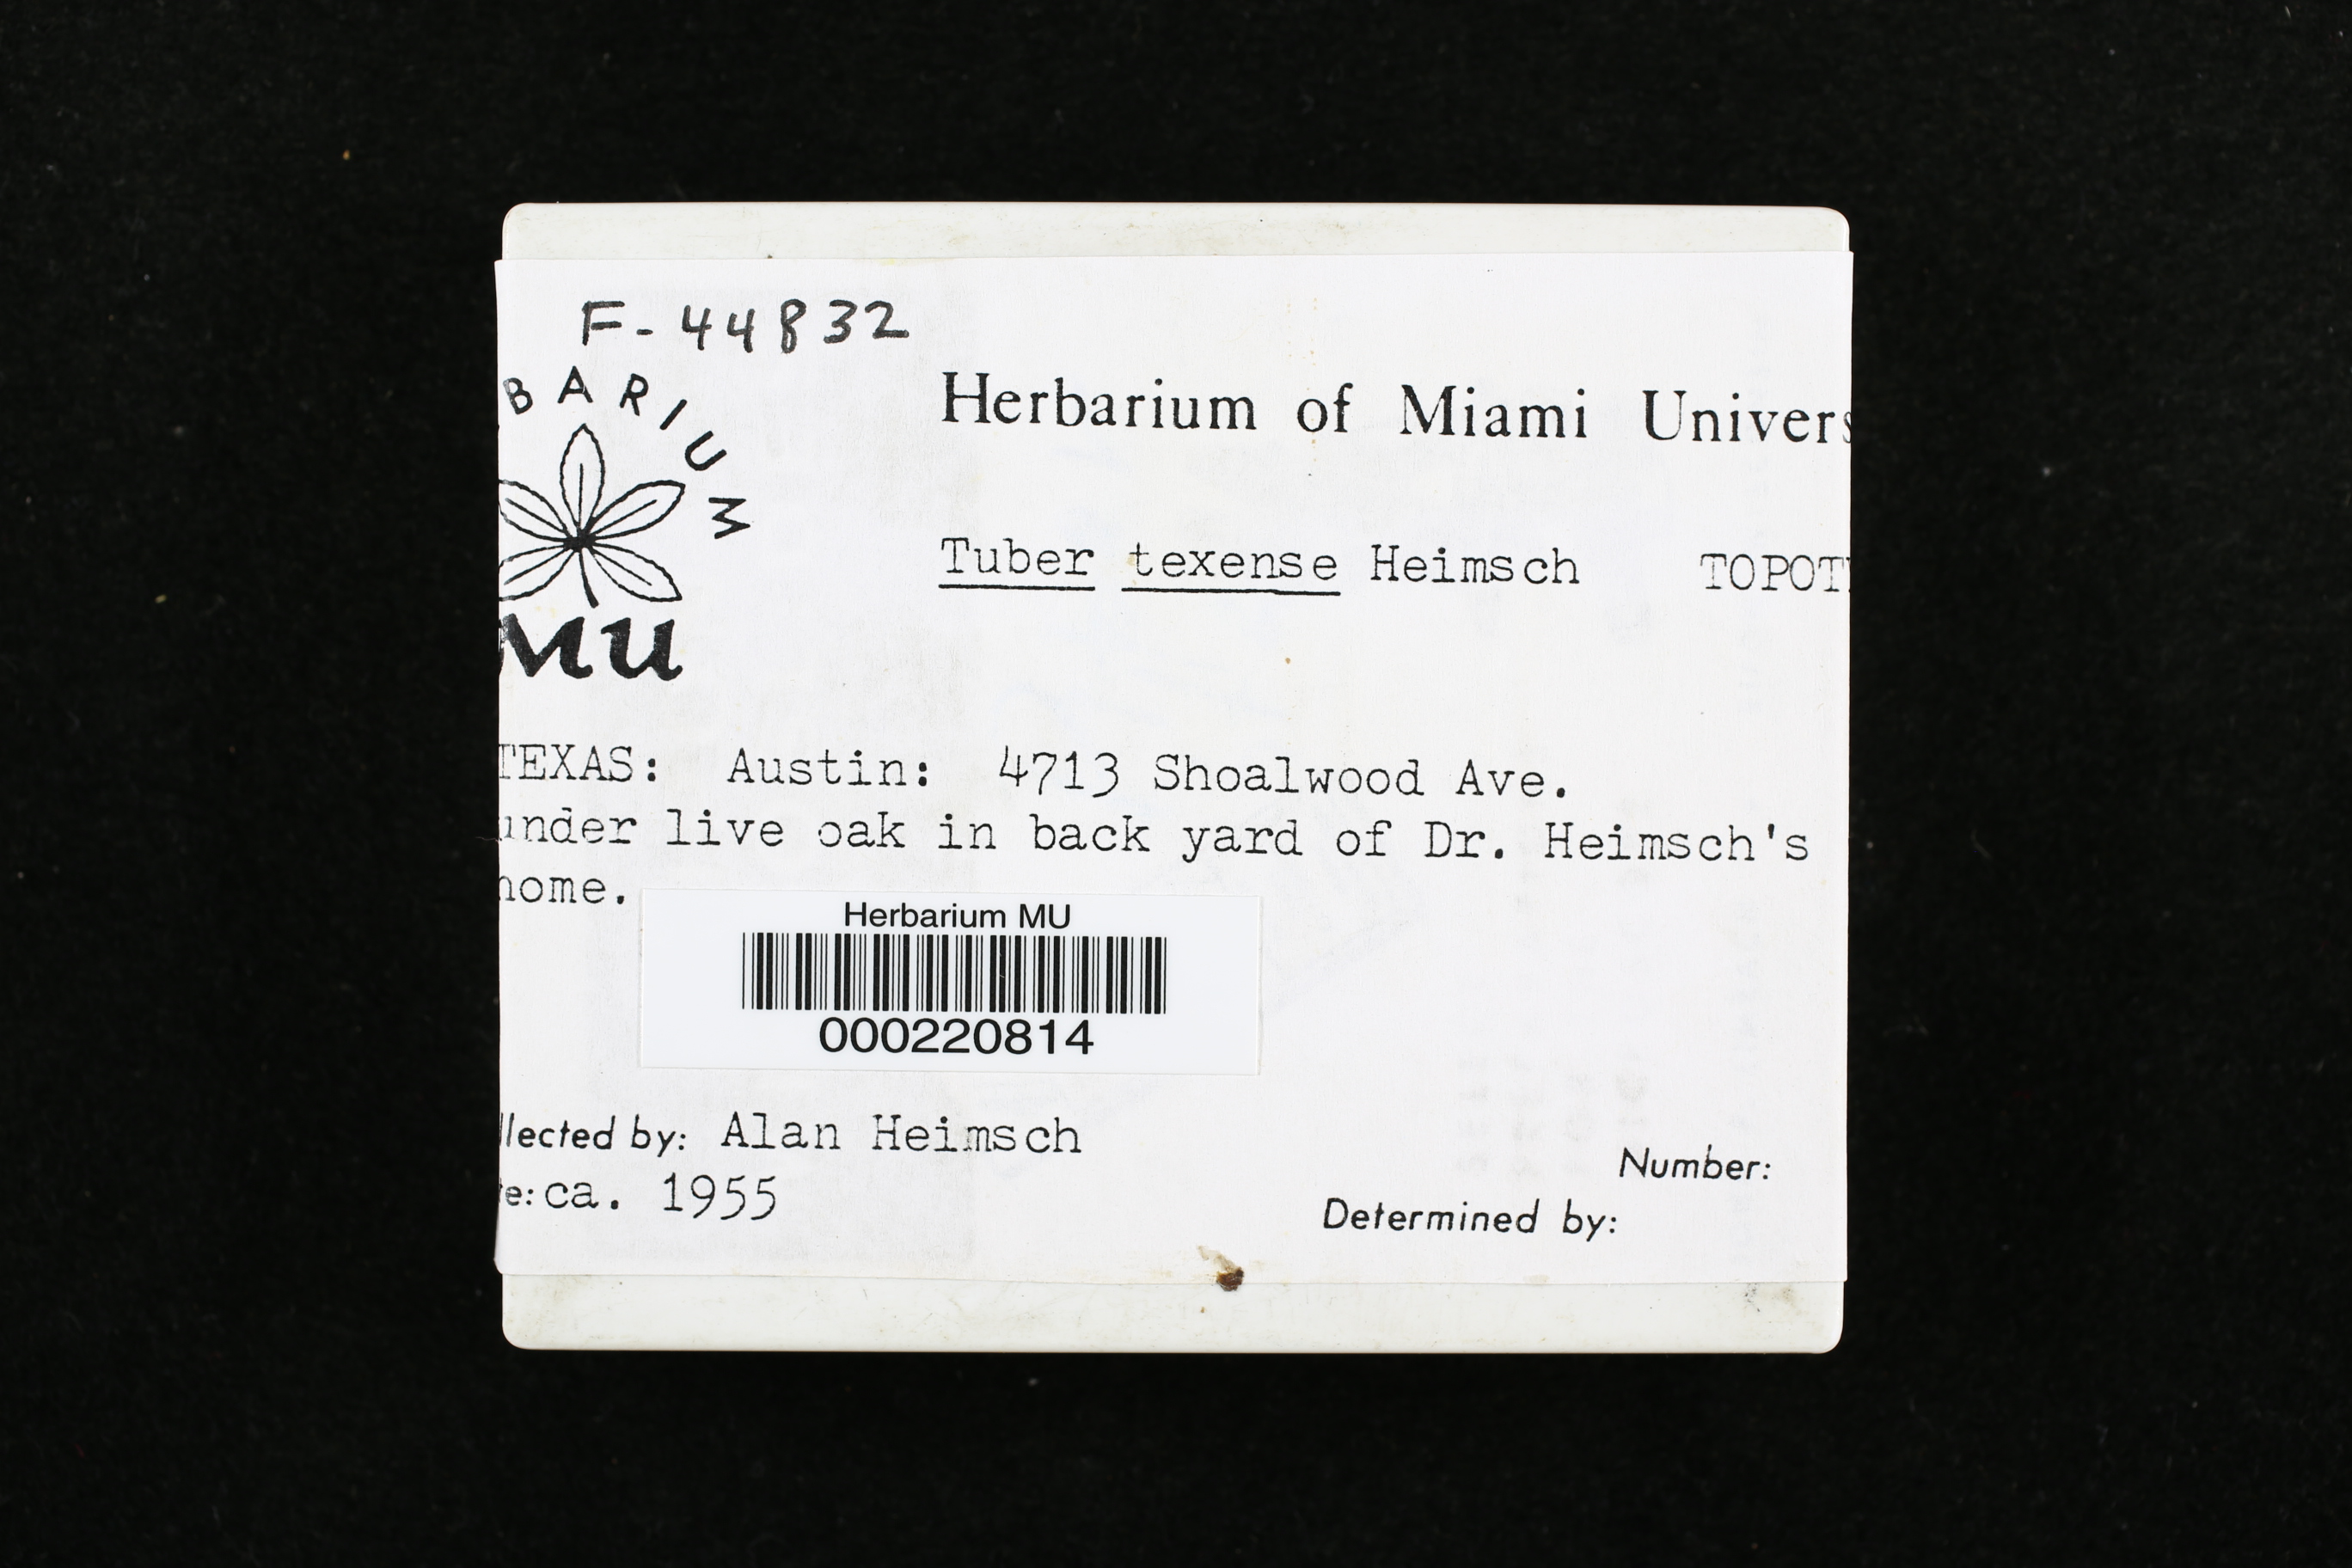 F-44832
BARIUM
Herbarium of Miami Univers
Tuber texense Heimsch TOPOT
MU
TEXAS: Austin: 4713 Shoalwood Ave.
under live oak in back yard of Dr. Heimsch's
home.
Herbarium MU
000220814
llected by: Alan Heimsch
Number:
e: ca. 1955
Determined by: